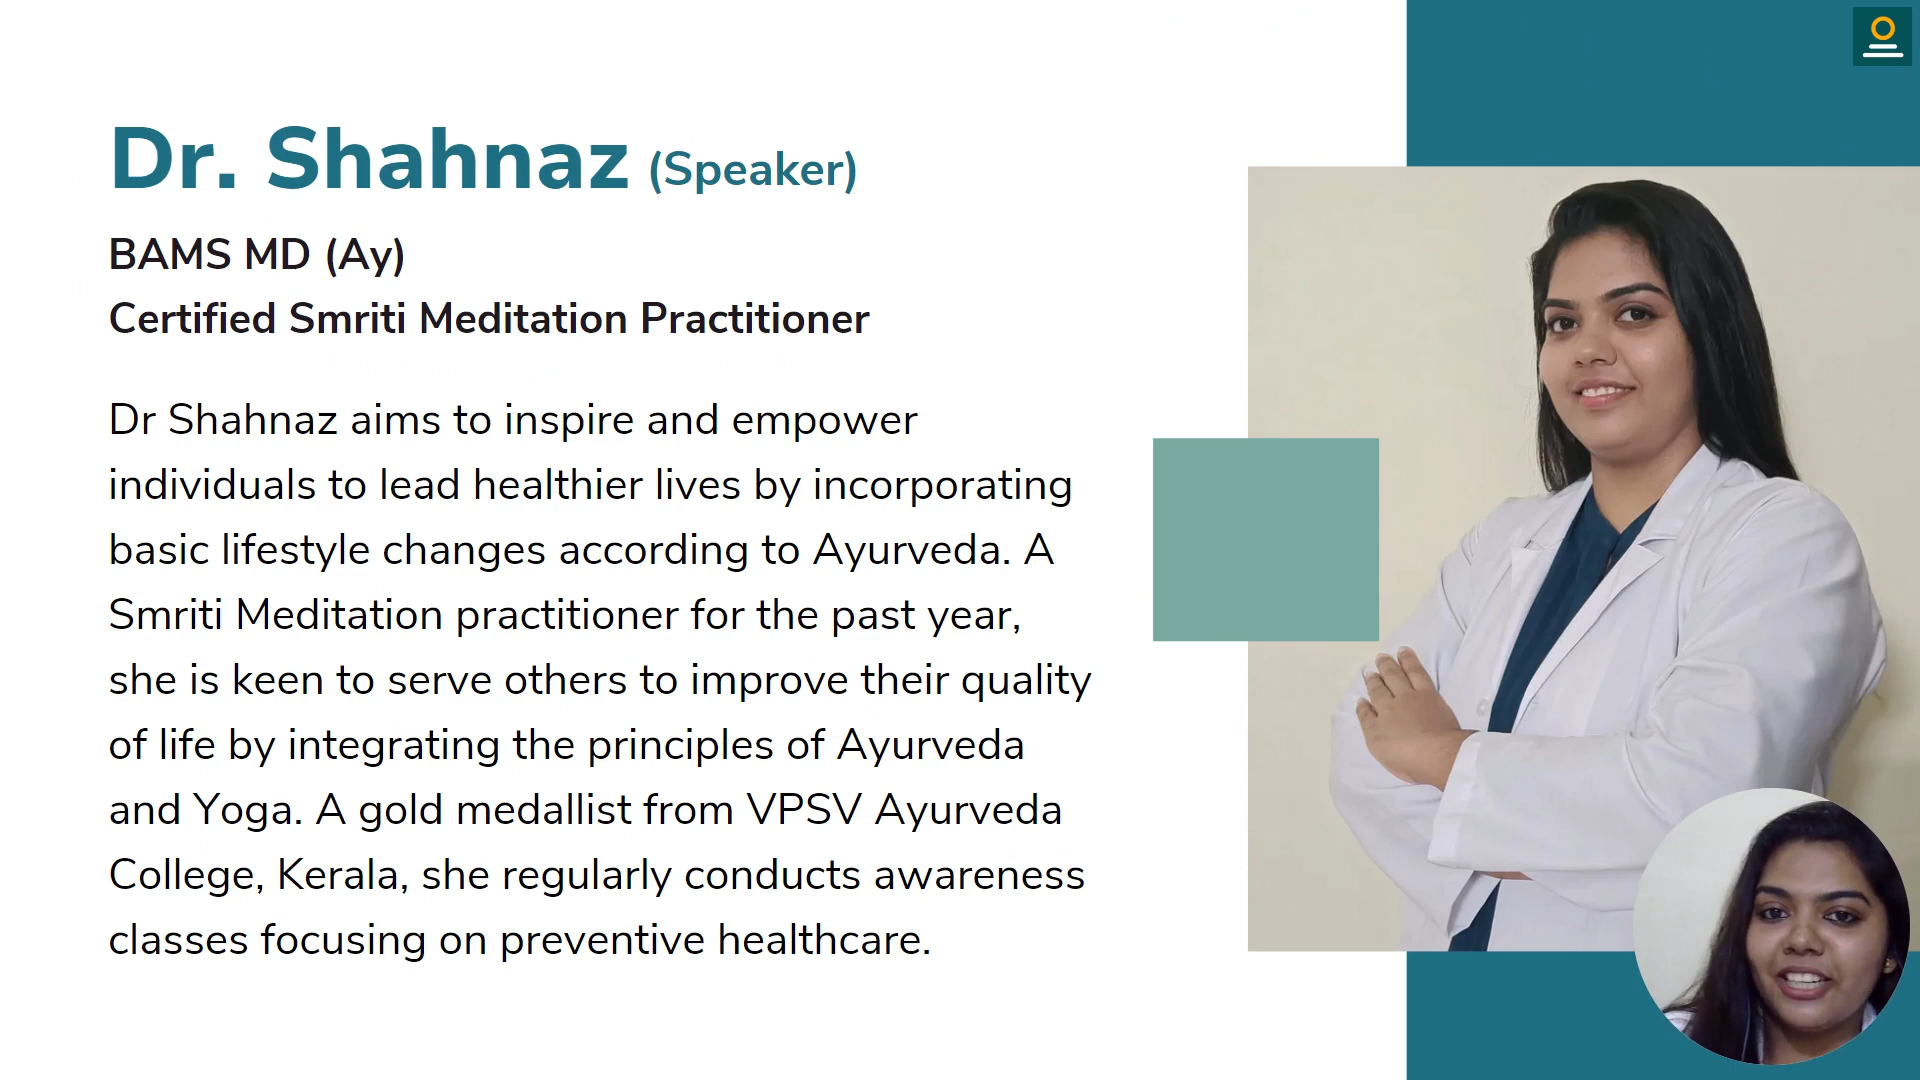 Dr. Shahnaz (Speaker)
BAMS MD (Ay)
Certified Smriti Meditation Practitioner
Dr Shahnaz aims to inspire and empower
individuals to lead healthier lives by incorporating
basic lifestyle changes according to Ayurveda. A
Smriti Meditation practitioner for the past year,
she is keen to serve others to improve their quality
of life by integrating the principles of Ayurveda
and Yoga. A gold medallist from VPSV Ayurveda
College, Kerala, she regularly conducts awareness
classes focusing on preventive healthcare.